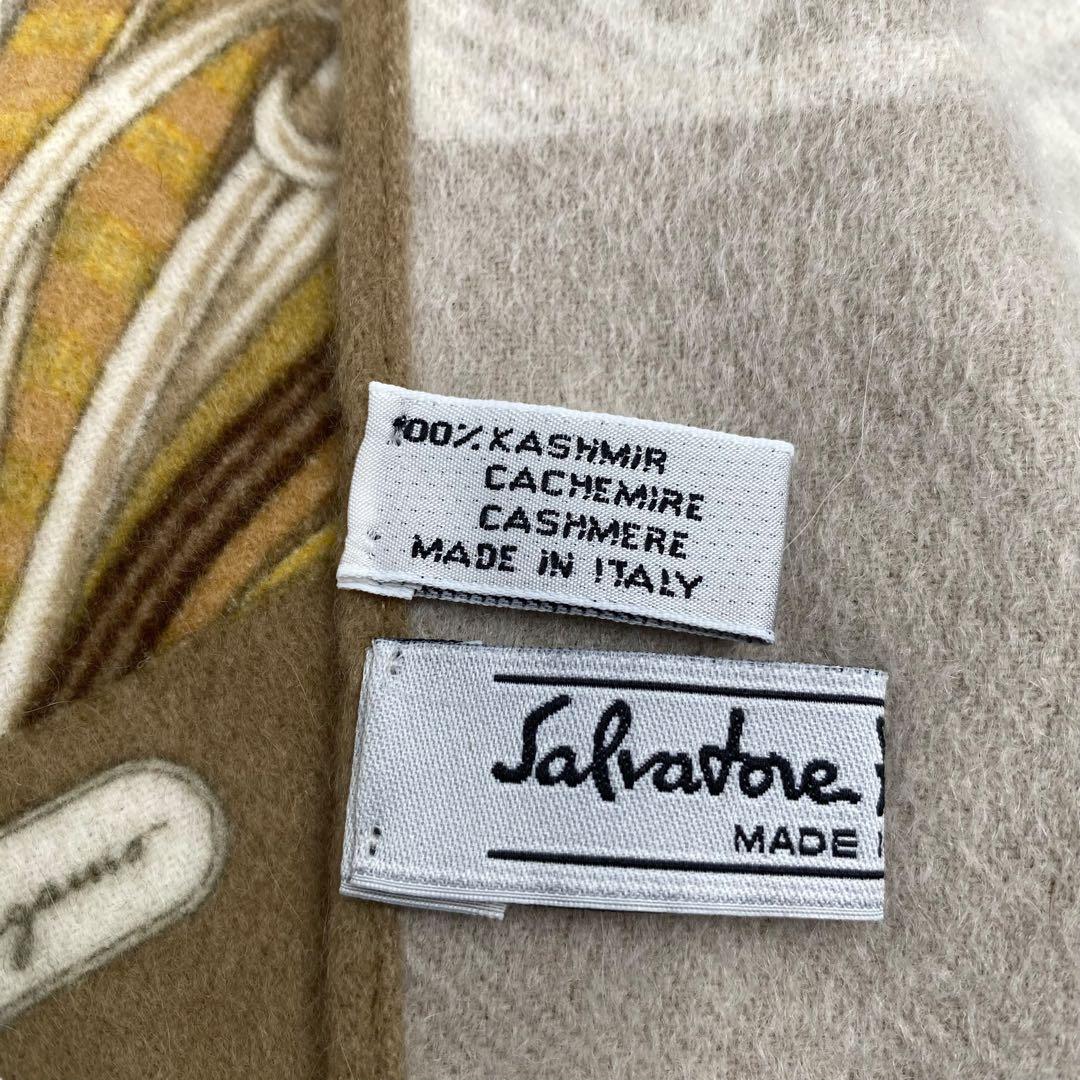 100% KASHMIR
CACHEMIRE
CASHMERE
MADE IN ITALY
Salvatore
MADE